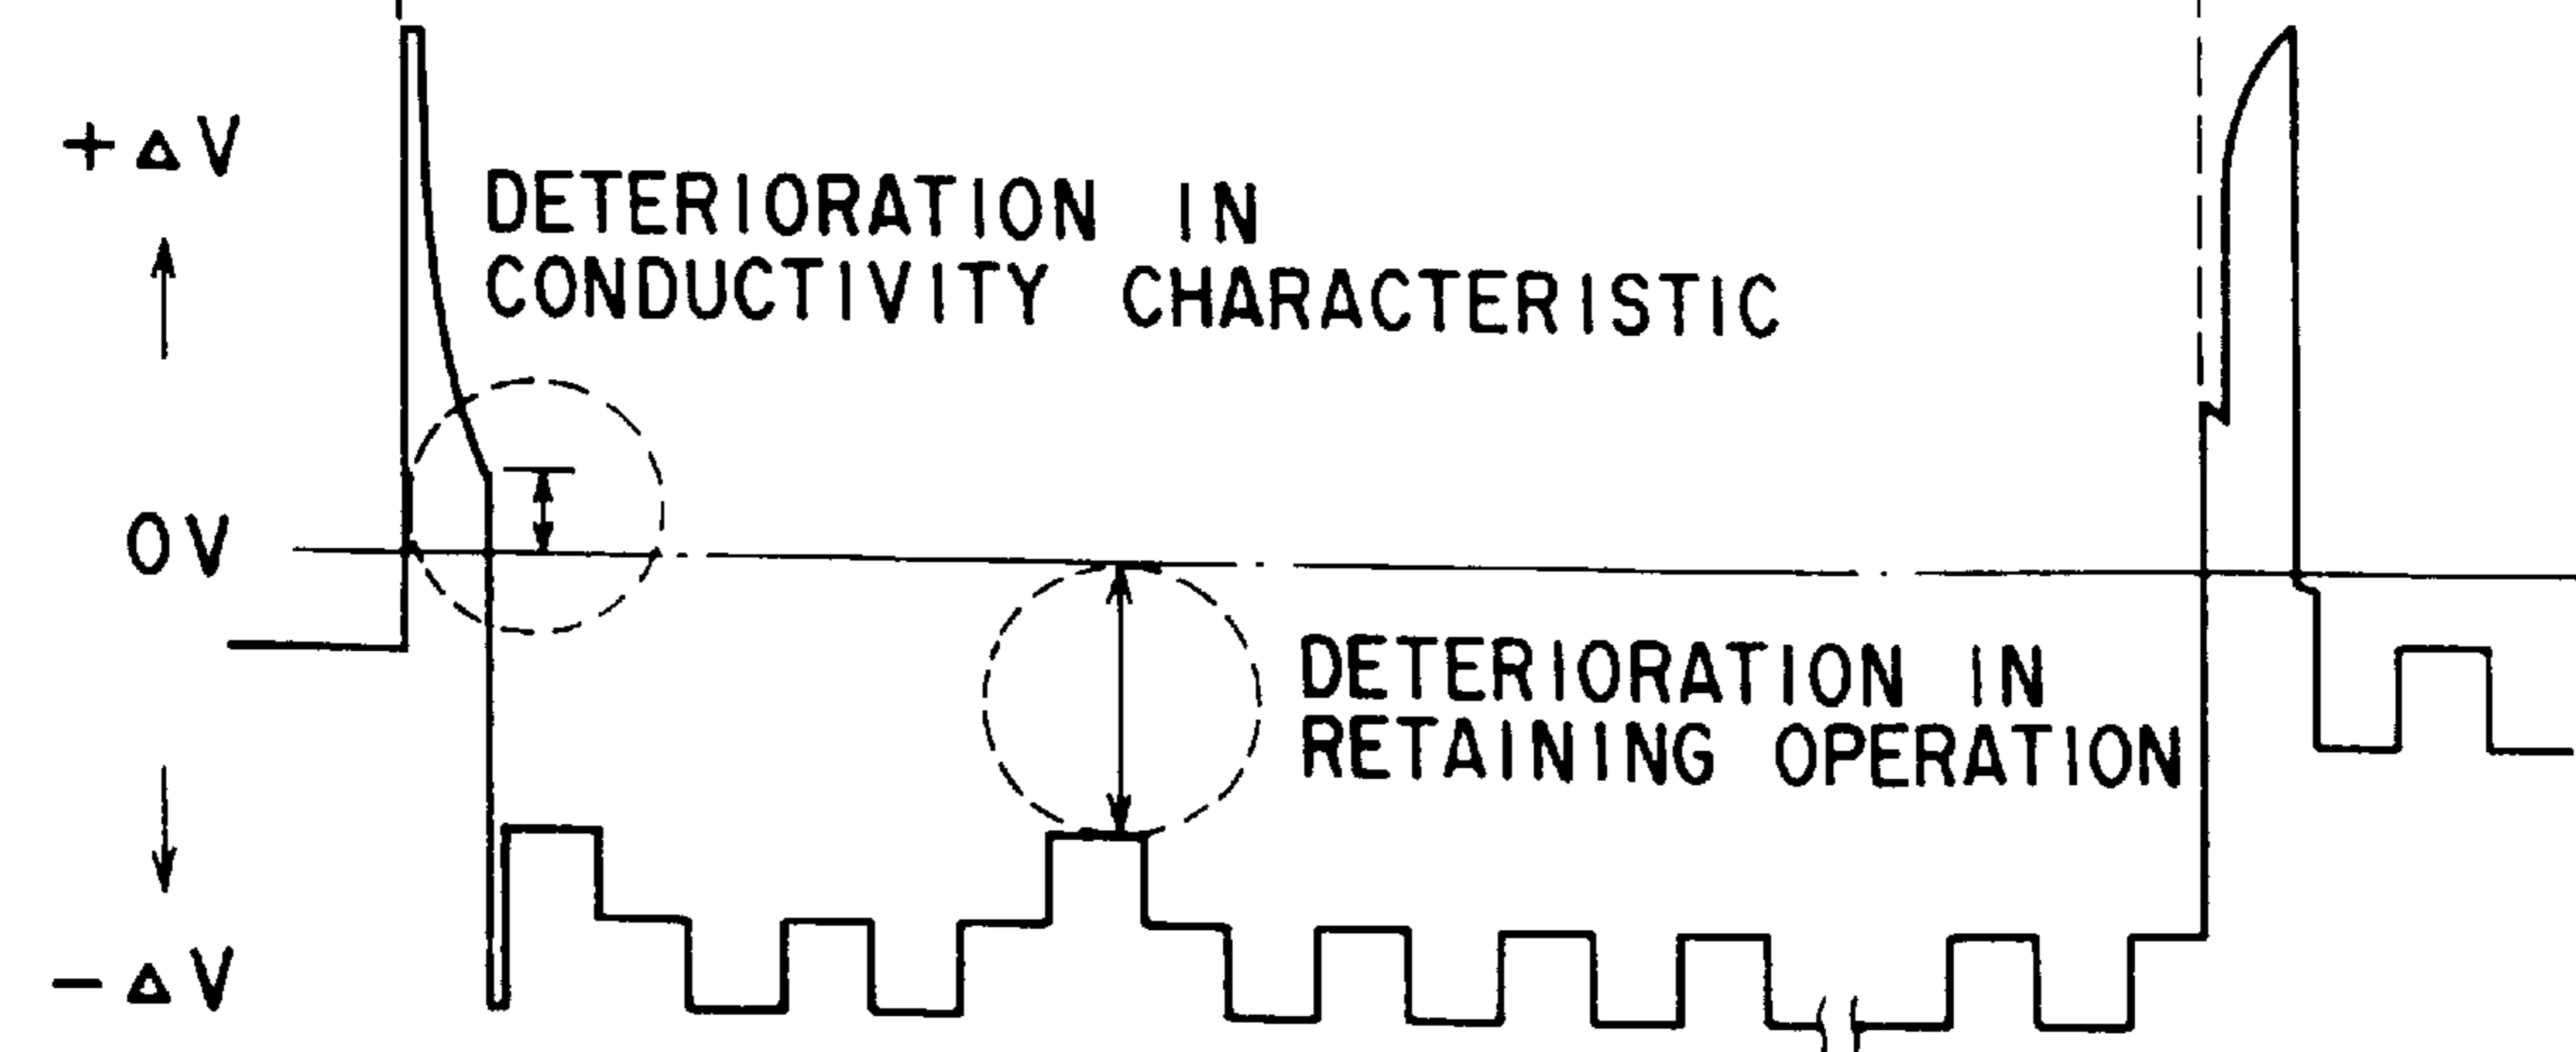 +ΔV
DETERIORATION IN
CONDUCTIVITY CHARACTERISTIC
0V
DETERIORATION IN
RETAINING OPERATION
-ΔV